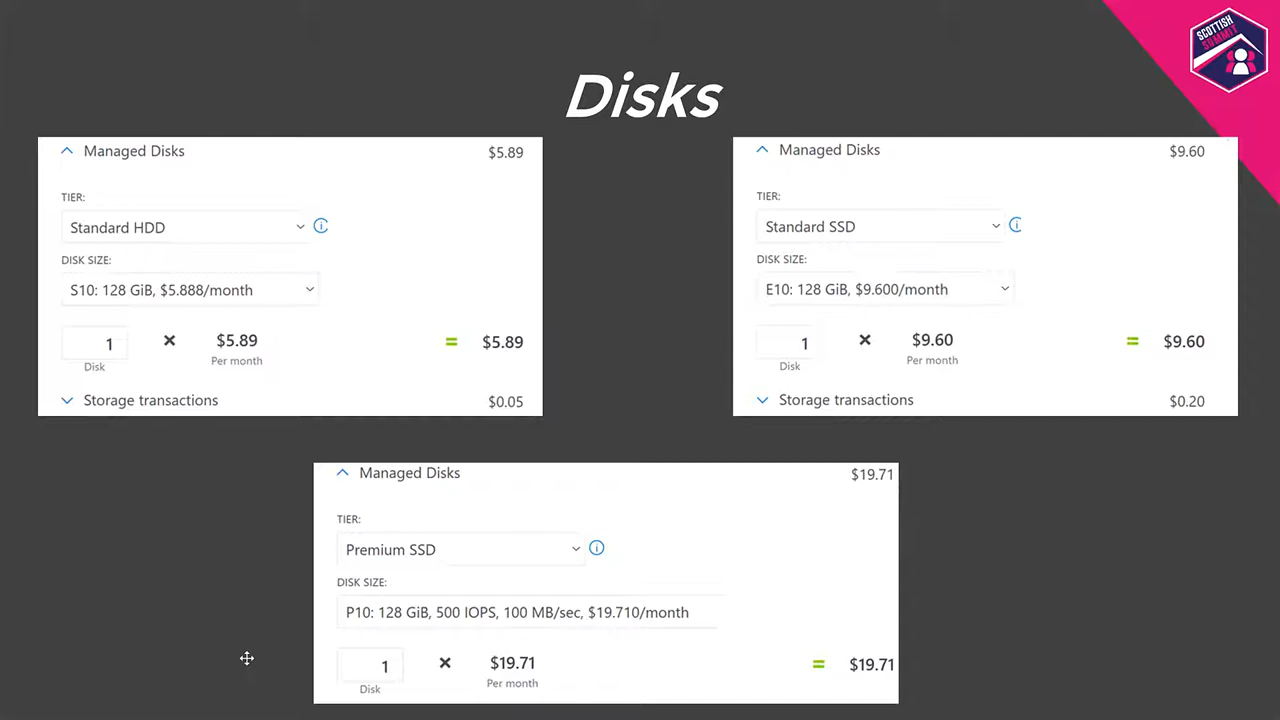 SCOTTISH
SUMMIT
Disks
Managed Disks $5.89
TIER:
Standard HDD
DISK SIZE:
S10: 128 GiB, $5.888/month
1 × $5.89 = $5.89
Disk Per month
Storage transactions $0.05
Managed Disks $9.60
TIER:
Standard SSD
DISK SIZE:
E10: 128 GiB, $9.600/month
1 × $9.60 = $9.60
Disk Per month
Storage transactions $0.20
Managed Disks $19.71
TIER:
Premium SSD
DISK SIZE:
P10: 128 GiB, 500 IOPS, 100 MB/sec, $19.710/month
1 × $19.71 = $19.71
Disk Per month